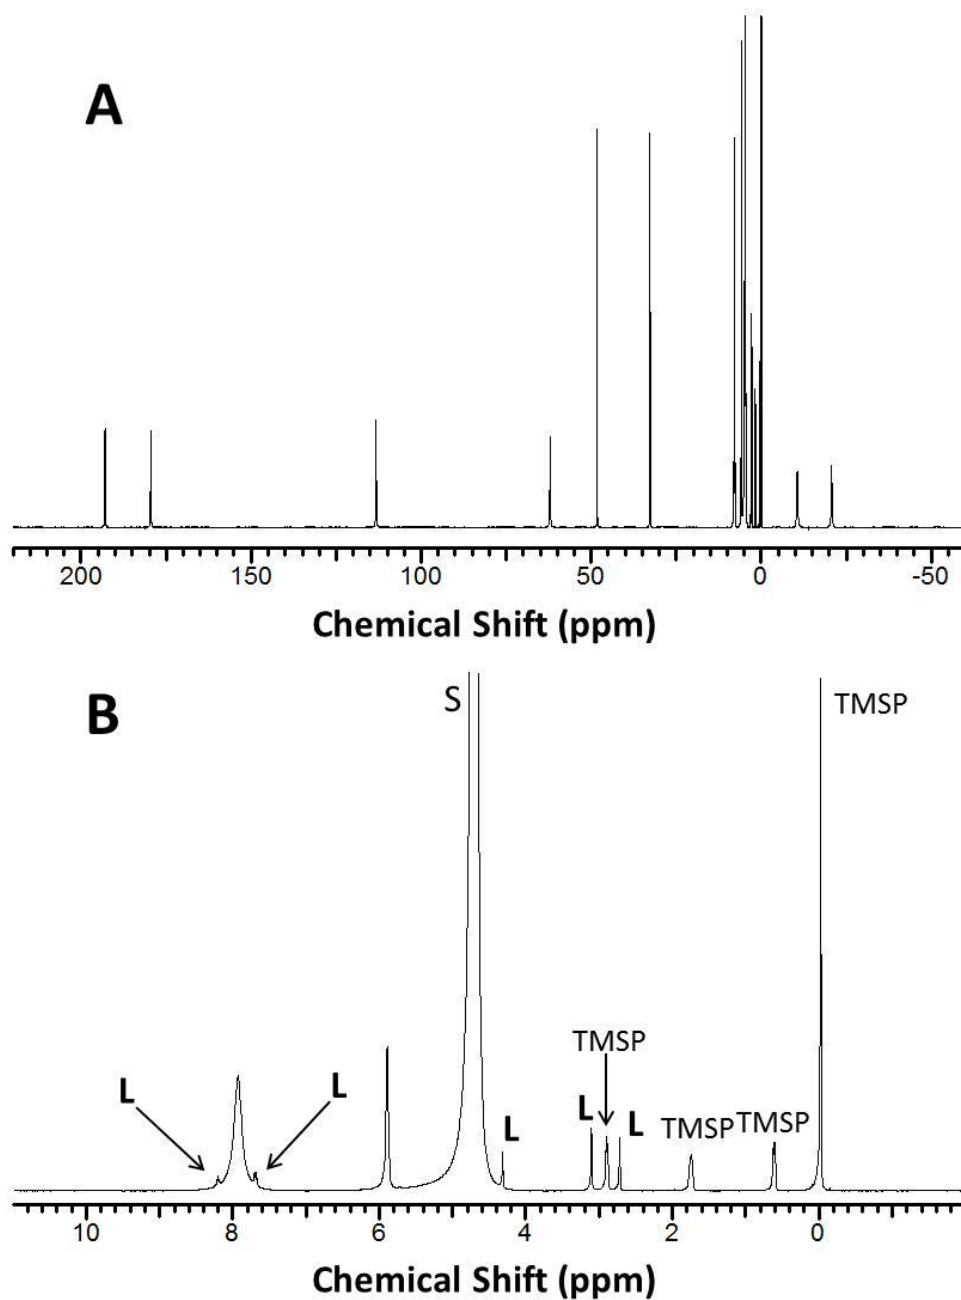 A
200 150 100 50 0 -50
Chemical Shift (ppm)
B
S
TMSP
TMSP
L L L L L TMSP TMSP
10 8 6 4 2 0
Chemical Shift (ppm)